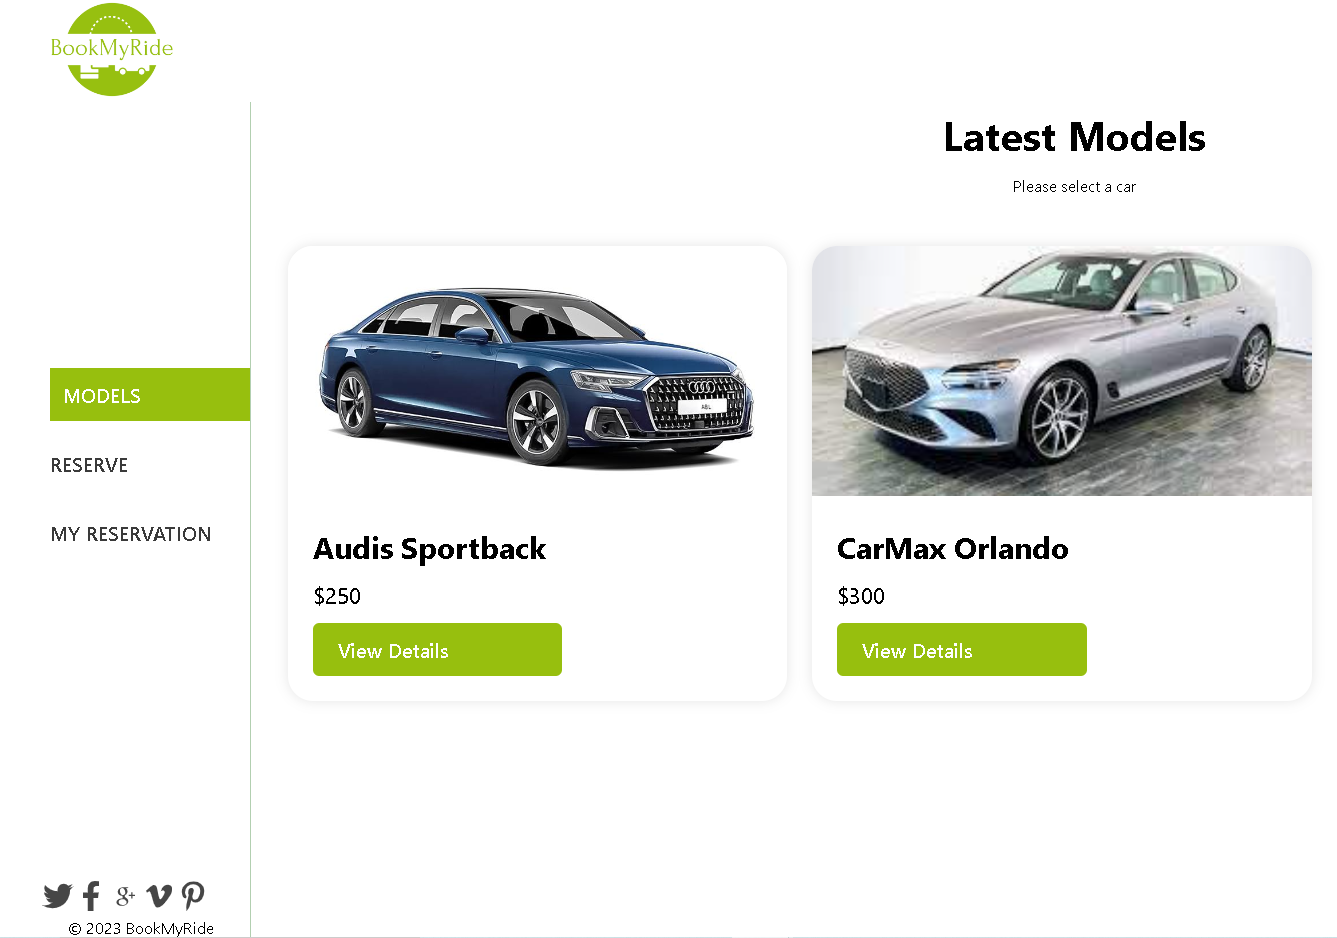 BookMyRide
Latest Models
Please select a car
MODELS
RESERVE
MY RESERVATION
A8L
Audis Sportback
$250
View Details
CarMax Orlando
$300
View Details
g+
© 2023 BookMyRide